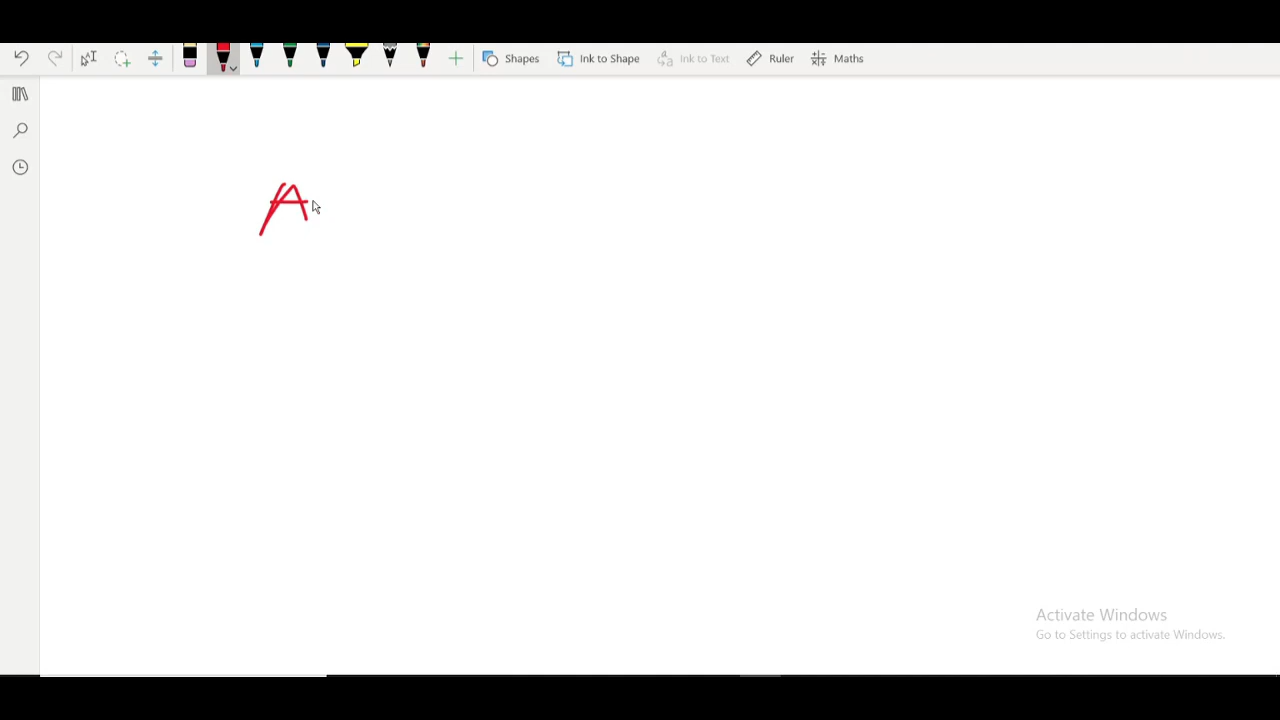 Shapes Ink to Shape Ink to Text Ruler Maths
A
Activate Windows
Go to Settings to activate Windows.